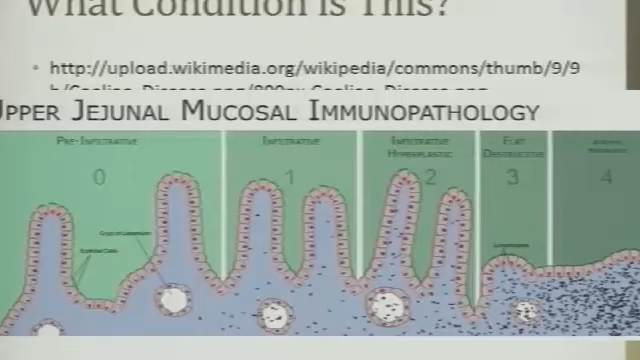 What Condition is This?
• http://upload.wikimedia.org/wikipedia/commons/thumb/9/9
UPPER JEJUNAL MUCOSAL IMMUNOPATHOLOGY
PRE-INFILTRATIVE
INFILTRATIVE
INFILTRATIVE
HYPERPLASTIC
FLAT
DESTRUCTIVE
0
1
2
3
4